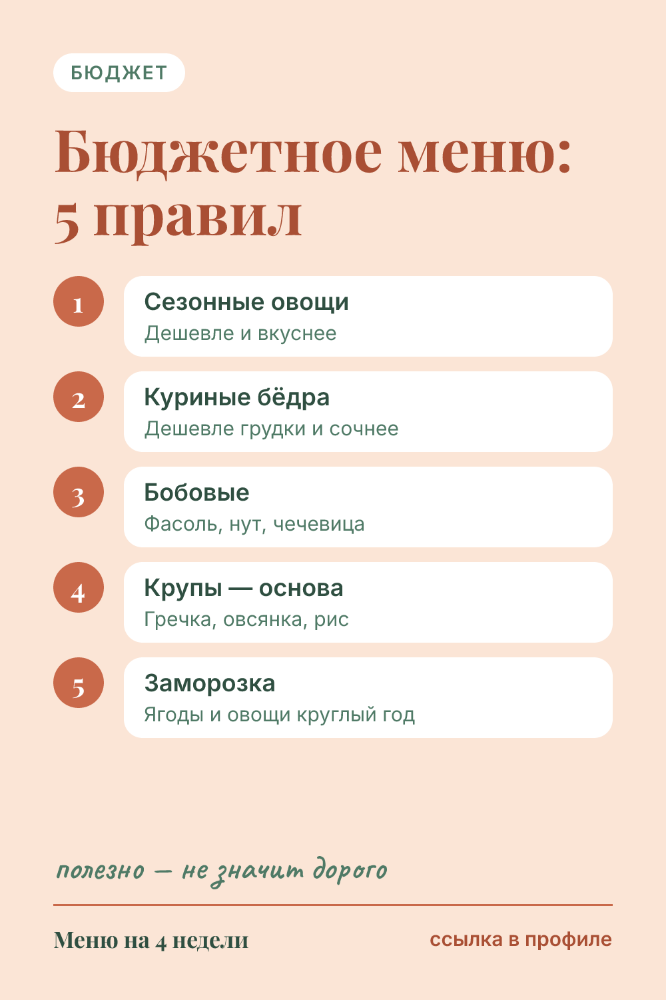 БЮДЖЕТ
Бюджетное меню:
5 правил
1
Сезонные овощи
Дешевле и вкуснее
2
Куриные бёдра
Дешевле грудки и сочнее
3
Бобовые
Фасоль, нут, чечевица
4
Крупы — основа
Гречка, овсянка, рис
5
Заморозка
Ягоды и овощи круглый год
полезно — не значит дорого
Меню на 4 недели
ссылка в профиле